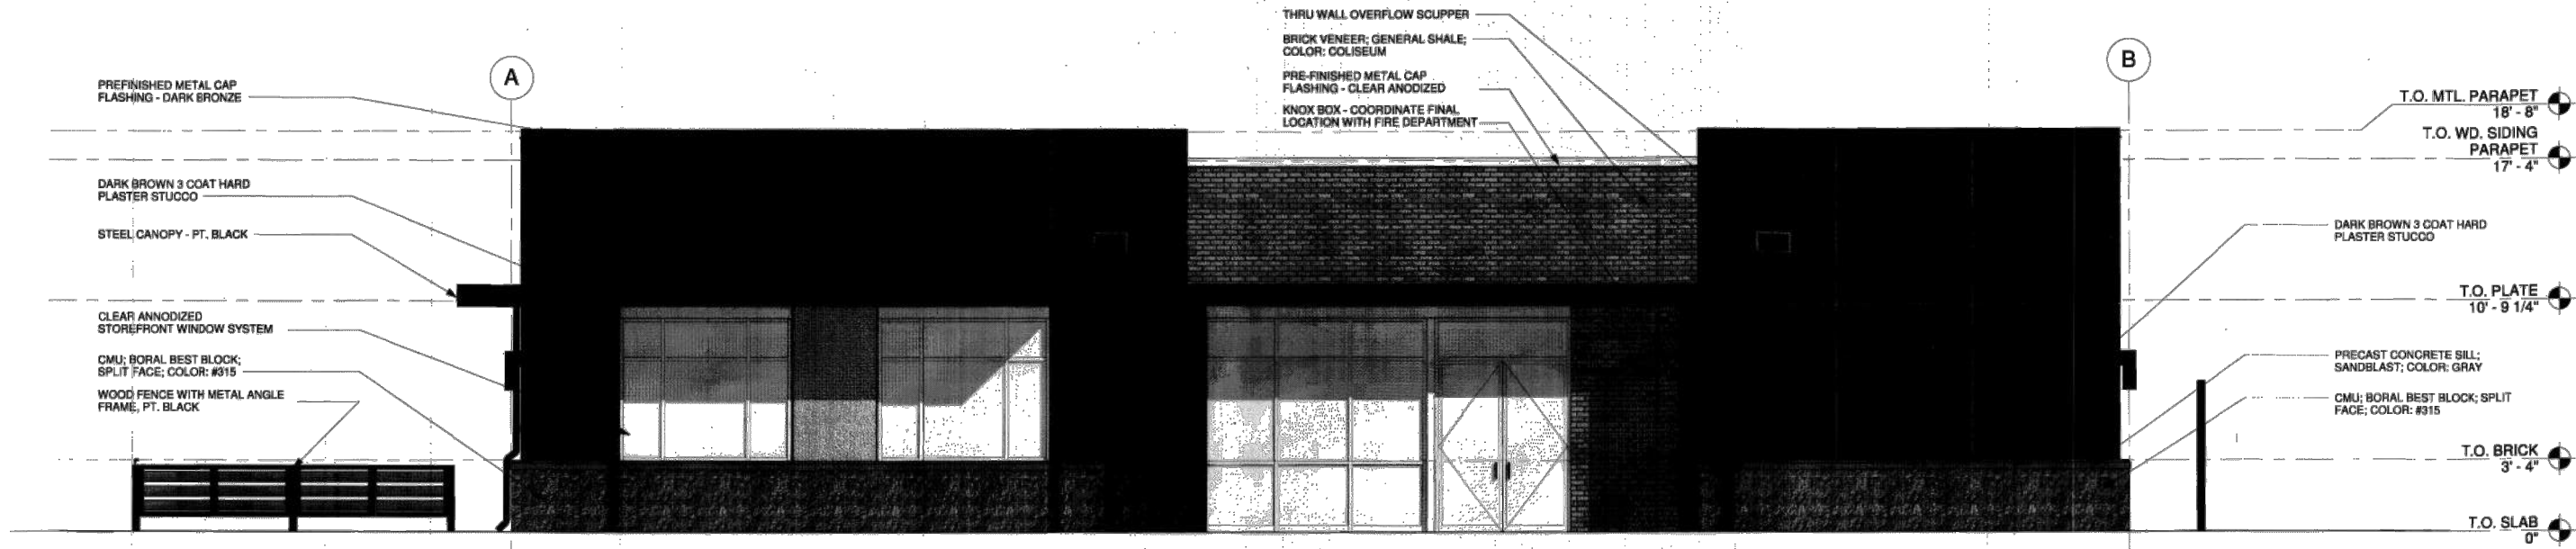 THRU WALL OVERFLOW SCUPPER
BRICK VENEER; GENERAL SHALE;
COLOR: COLISEUM
PRE-FINISHED METAL CAP
FLASHING - CLEAR ANODIZED
KNOX BOX - COORDINATE FINAL
LOCATION WITH FIRE DEPARTMENT
A
B
PREFINISHED METAL CAP
FLASHING - DARK BRONZE
DARK BROWN 3 COAT HARD
PLASTER STUCCO
STEEL CANOPY - PT. BLACK
CLEAR ANNODIZED
STOREFRONT WINDOW SYSTEM
CMU; BORAL BEST BLOCK;
SPLIT FACE; COLOR: #315
WOOD FENCE WITH METAL ANGLE
FRAME, PT. BLACK
T.O. MTL. PARAPET
18' - 8"
T.O. WD. SIDING
PARAPET
17' - 4"
DARK BROWN 3 COAT HARD
PLASTER STUCCO
T.O. PLATE
10' - 9 1/4"
PRECAST CONCRETE SILL;
SANDBLAST; COLOR: GRAY
CMU; BORAL BEST BLOCK; SPLIT
FACE; COLOR: #315
T.O. BRICK
3' - 4"
T.O. SLAB
0"